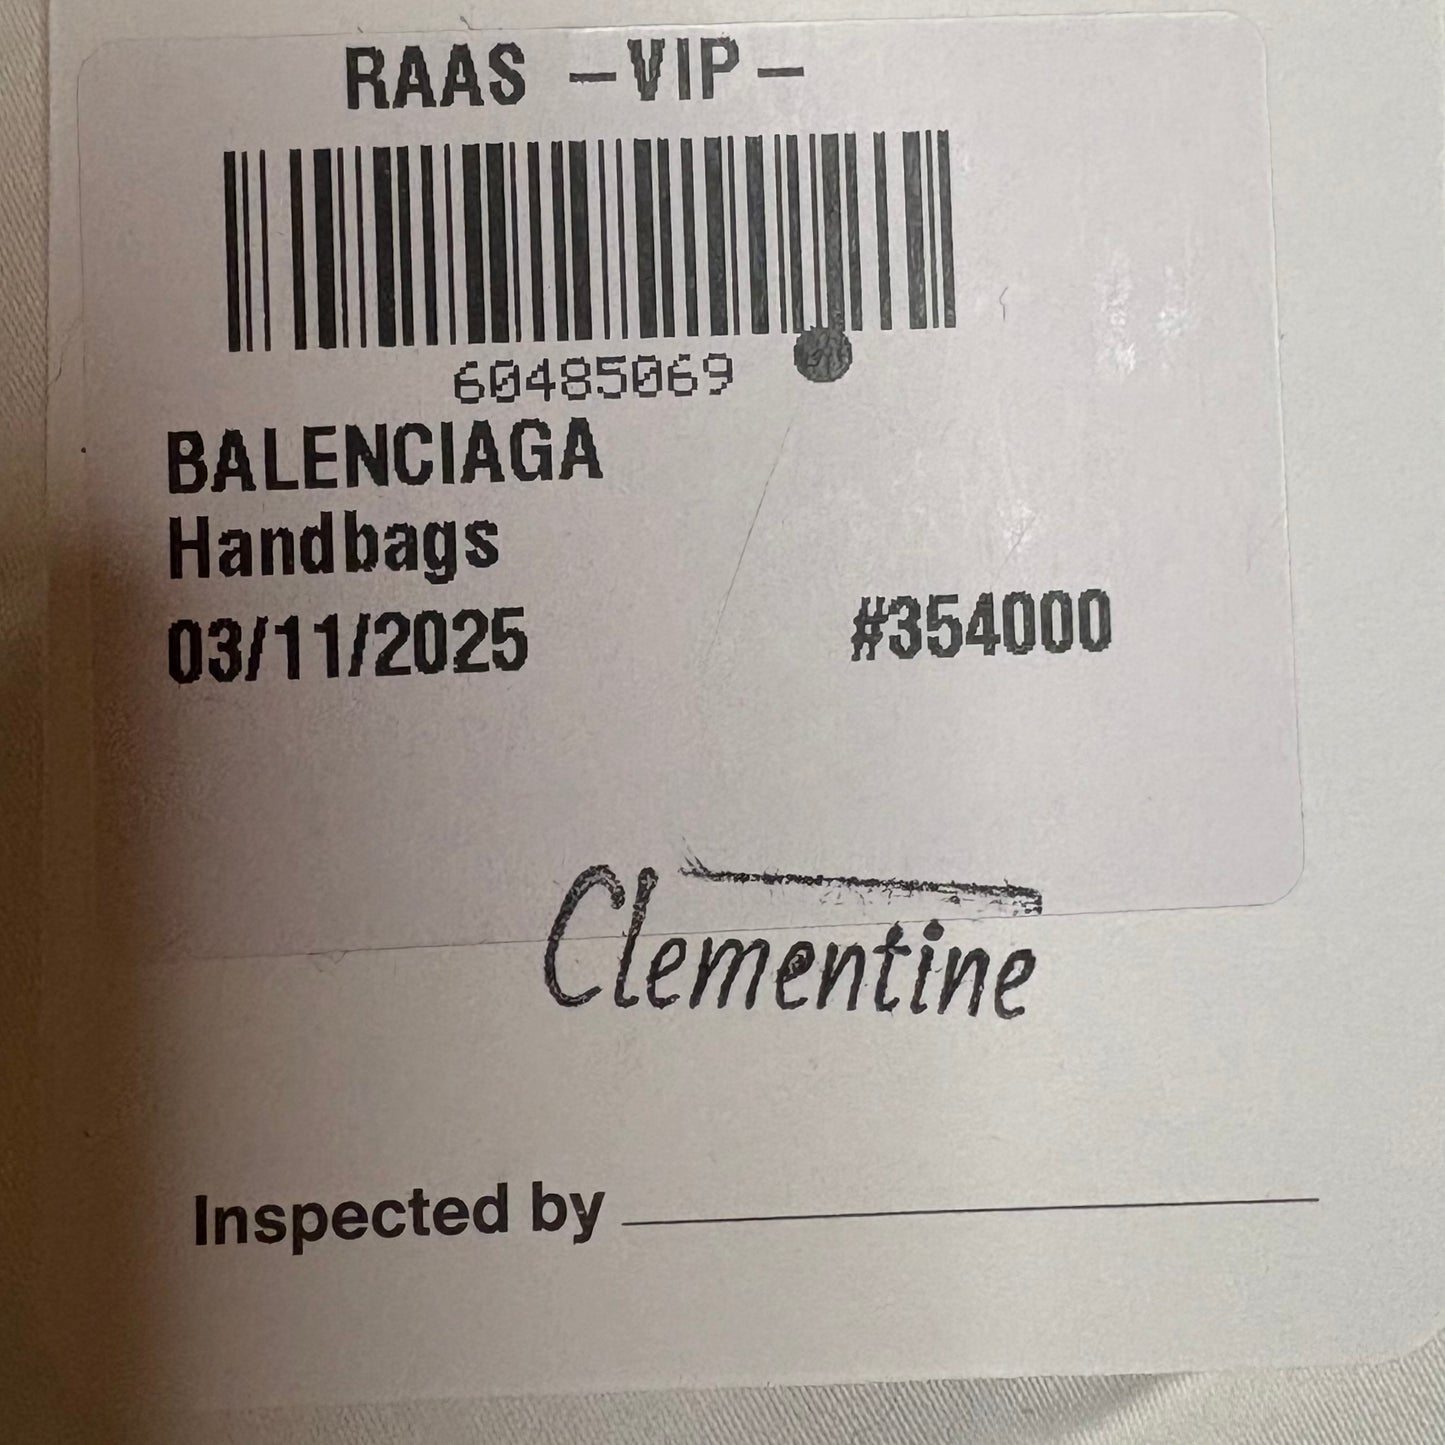 RAAS -VIP-
60485069
BALENCIAGA
Handbags
03/11/2025 #354000
Clementine
Inspected by